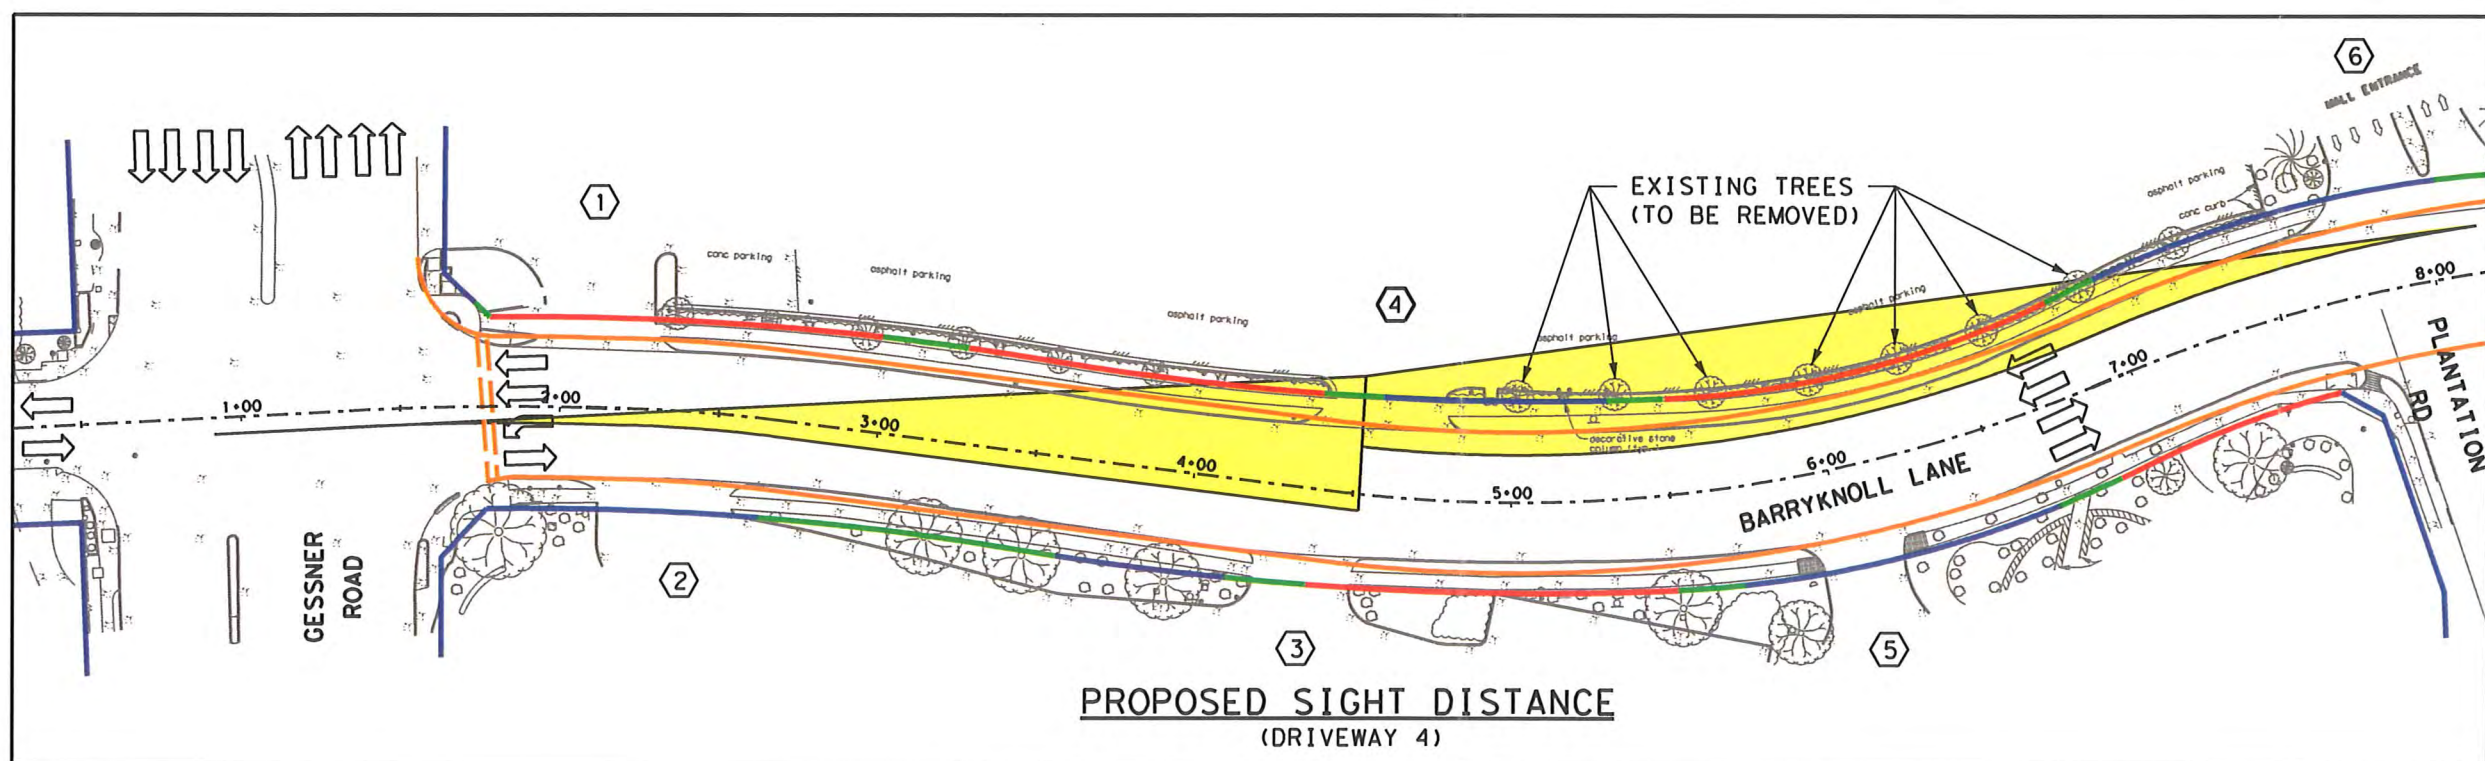 6
MALL ENTRANCE
EXISTING TREES
(TO BE REMOVED)
1
asphalt parking
conc curb
conc parking
asphalt parking
asphalt parking
4
asphalt parking
asphalt parking
8+00
7+00
PLANTATION
RD
1+00
2+00
3+00
4+00
decorative stone
5+00
6+00
BARRYKNOLL LANE
GESSNER
ROAD
2
3
5
PROPOSED SIGHT DISTANCE
(DRIVEWAY 4)